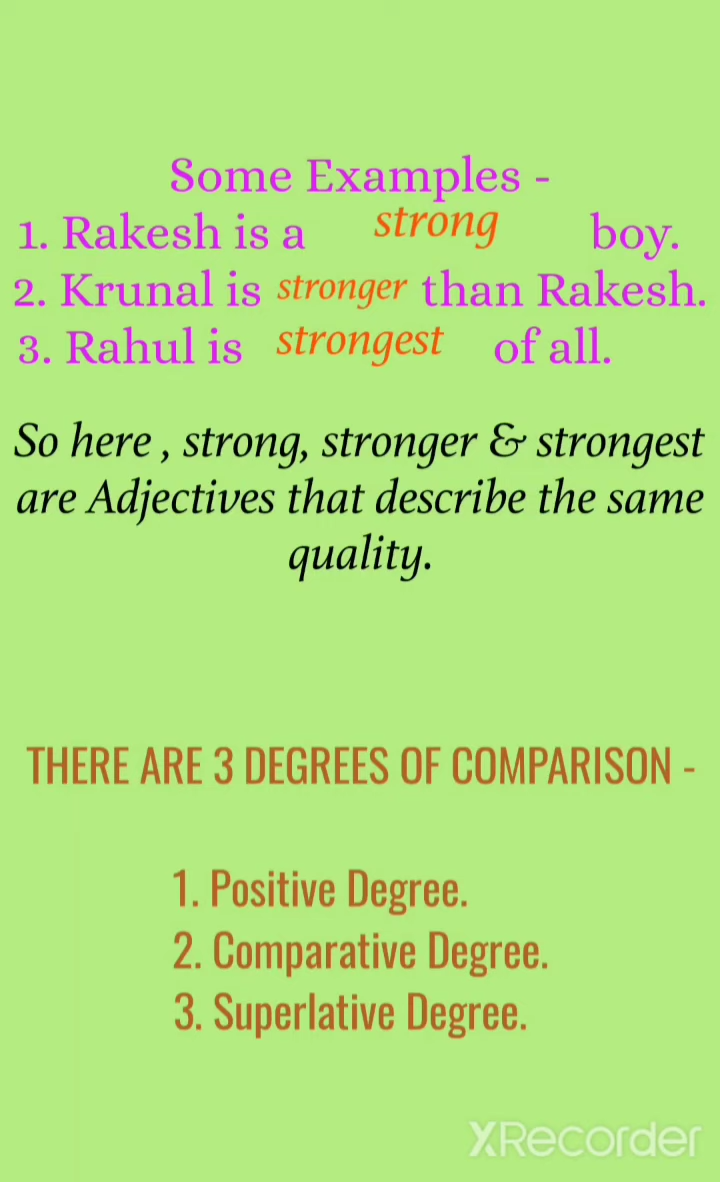 Some Examples -
1. Rakesh is a strong boy.
2. Krunal is stronger than Rakesh.
3. Rahul is strongest of all.
So here , strong, stronger & strongest
are Adjectives that describe the same
quality.
THERE ARE 3 DEGREES OF COMPARISON -
1. Positive Degree.
2. Comparative Degree.
3. Superlative Degree.
XRecorder